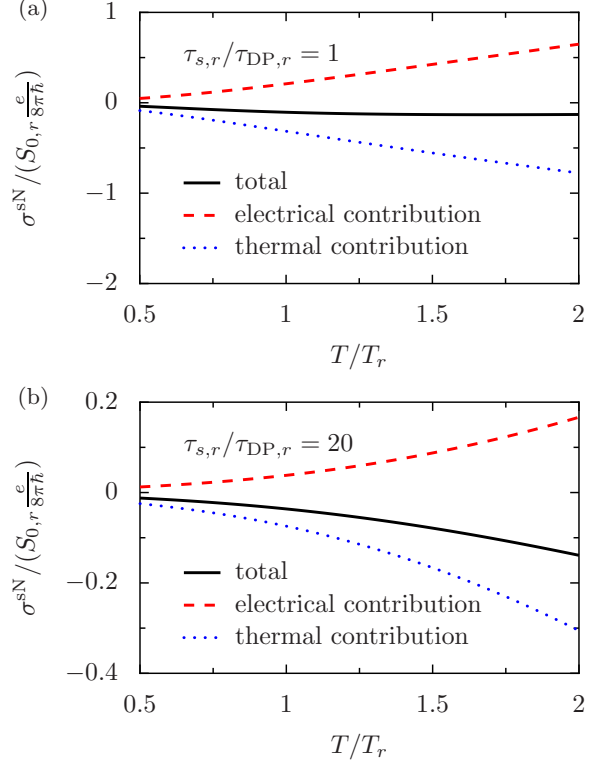 (a)
1
τs,r/τDP,r = 1
0
−1
total
electrical contribution
thermal contribution
−2
0.5 1 1.5 2
σ^sN/(S0,r e/8πħ)
T/Tr
(b)
0.2
τs,r/τDP,r = 20
0
−0.2
total
electrical contribution
thermal contribution
−0.4
0.5 1 1.5 2
σ^sN/(S0,r e/8πħ)
T/Tr